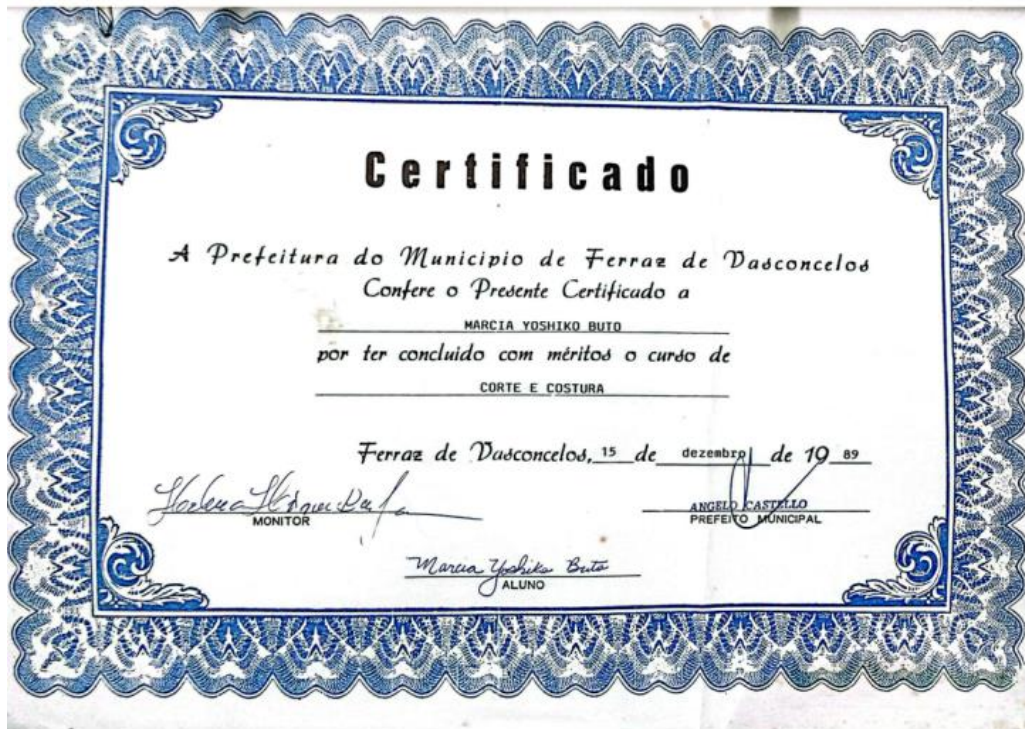 Certificado
A Prefeitura do Municipio de Ferraz de Vasconcelos
Confere o Presente Certificado a
MARCIA YOSHIKO BUTO
por ter concluido com méritos o curso de
CORTE E COSTURA
Ferraz de Vasconcelos, 15 de dezembro de 19 89
MONITOR
ANGELO CASTELLO
PREFEITO MUNICIPAL
Marcia Yoshiko Buto
ALUNO